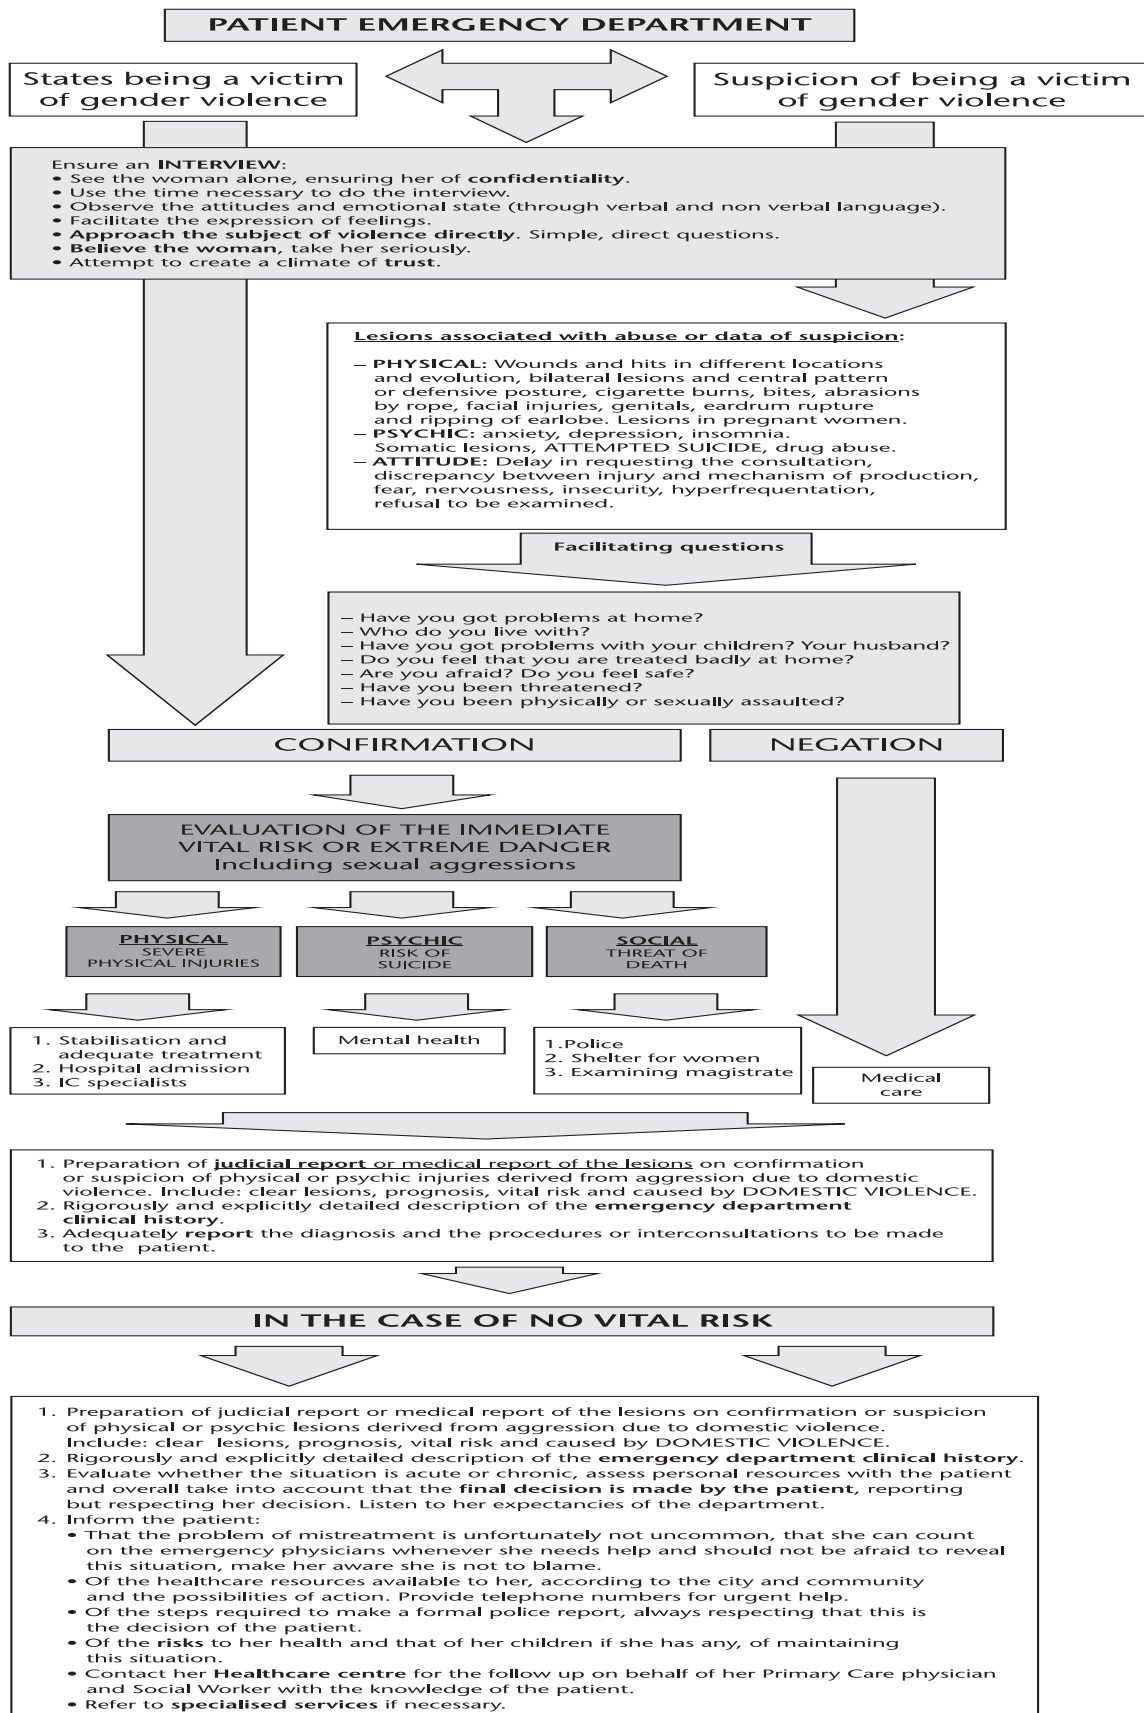 PATIENT EMERGENCY DEPARTMENT
States being a victim
of gender violence
Suspicion of being a victim
of gender violence
Ensure an INTERVIEW:
• See the woman alone, ensuring her of confidentiality.
• Use the time necessary to do the interview.
• Observe the attitudes and emotional state (through verbal and non verbal language).
• Facilitate the expression of feelings.
• Approach the subject of violence directly. Simple, direct questions.
• Believe the woman, take her seriously.
• Attempt to create a climate of trust.
Lesions associated with abuse or data of suspicion:
– PHYSICAL: Wounds and hits in different locations
and evolution, bilateral lesions and central pattern
or defensive posture, cigarette burns, bites, abrasions
by rope, facial injuries, genitals, eardrum rupture
and ripping of earlobe. Lesions in pregnant women.
– PSYCHIC: anxiety, depression, insomnia.
Somatic lesions, ATTEMPTED SUICIDE, drug abuse.
– ATTITUDE: Delay in requesting the consultation,
discrepancy between injury and mechanism of production,
fear, nervousness, insecurity, hyperfrequentation,
refusal to be examined.
Facilitating questions
– Have you got problems at home?
– Who do you live with?
– Have you got problems with your children? Your husband?
– Do you feel that you are treated badly at home?
– Are you afraid? Do you feel safe?
– Have you been threatened?
– Have you been physically or sexually assaulted?
CONFIRMATION
NEGATION
EVALUATION OF THE IMMEDIATE
VITAL RISK OR EXTREME DANGER
Including sexual aggressions
PHYSICAL
SEVERE
PHYSICAL INJURIES
PSYCHIC
RISK OF
SUICIDE
SOCIAL
THREAT OF
DEATH
1. Stabilisation and
adequate treatment
2. Hospital admission
3. IC specialists
Mental health
1.Police
2. Shelter for women
3. Examining magistrate
Medical
care
1. Preparation of judicial report or medical report of the lesions on confirmation
or suspicion of physical or psychic injuries derived from aggression due to domestic
violence. Include: clear lesions, prognosis, vital risk and caused by DOMESTIC VIOLENCE.
2. Rigorously and explicitly detailed description of the emergency department
clinical history.
3. Adequately report the diagnosis and the procedures or interconsultations to be made
to the patient.
IN THE CASE OF NO VITAL RISK
1. Preparation of judicial report or medical report of the lesions on confirmation or suspicion
of physical or psychic lesions derived from aggression due to domestic violence.
Include: clear lesions, prognosis, vital risk and caused by DOMESTIC VIOLENCE.
2. Rigorously and explicitly detailed description of the emergency department clinical history.
3. Evaluate whether the situation is acute or chronic, assess personal resources with the patient
and overall take into account that the final decision is made by the patient, reporting
but respecting her decision. Listen to her expectancies of the department.
4. Inform the patient:
• That the problem of mistreatment is unfortunately not uncommon, that she can count
on the emergency physicians whenever she needs help and should not be afraid to reveal
this situation, make her aware she is not to blame.
• Of the healthcare resources available to her, according to the city and community
and the possibilities of action. Provide telephone numbers for urgent help.
• Of the steps required to make a formal police report, always respecting that this is
the decision of the patient.
• Of the risks to her health and that of her children if she has any, of maintaining
this situation.
• Contact her Healthcare centre for the follow up on behalf of her Primary Care physician
and Social Worker with the knowledge of the patient.
• Refer to specialised services if necessary.